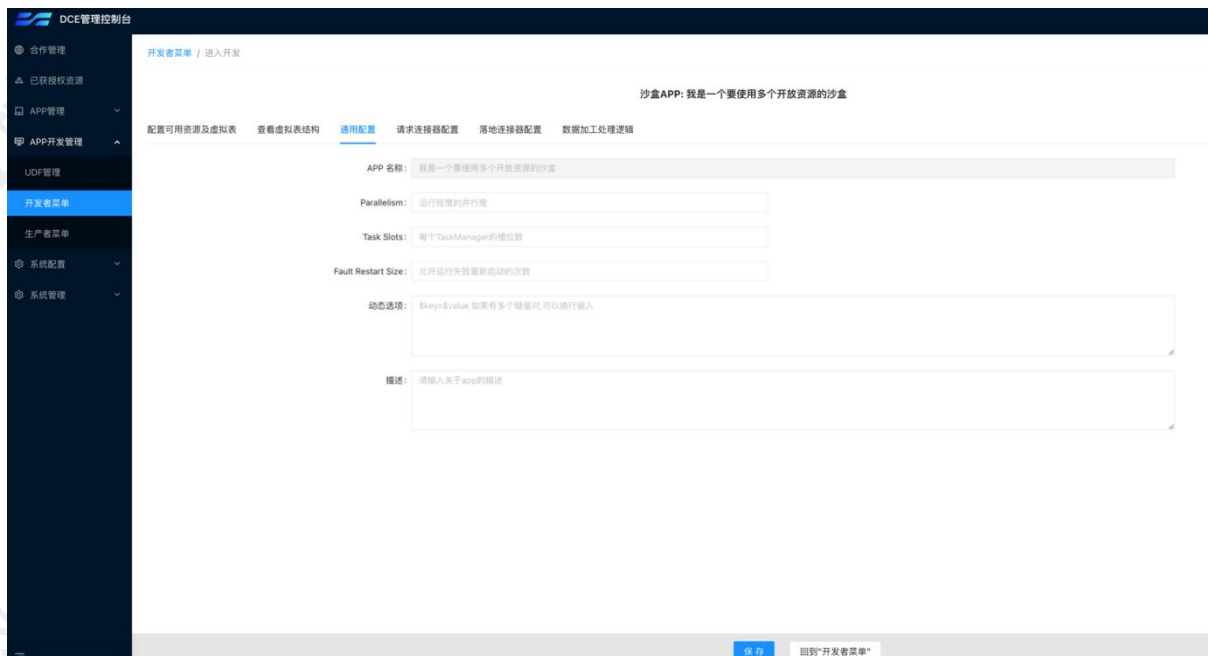 DCE管理控制台
合作管理
开发者菜单 / 进入开发
已获授权资源
沙盒APP: 我是一个要使用多个开放资源的沙盒
APP管理
配置可用资源及虚拟表 查看虚拟表结构 通用配置 请求连接器配置 落地连接器配置 数据加工处理逻辑
APP开发管理
UDF管理
APP 名称: 我是一个要使用多个开放资源的沙盒
开发者菜单
Parallelism: 运行程度的并行度
生产者菜单
Task Slots: 每个TaskManager的槽位数
系统配置
Fault Restart Size: 允许运行失败重新启动的次数
系统管理
动态选项: $key=$value 如果有多个键值对,可以换行输入
描述: 请输入关于app的描述
保 存 回到"开发者菜单"